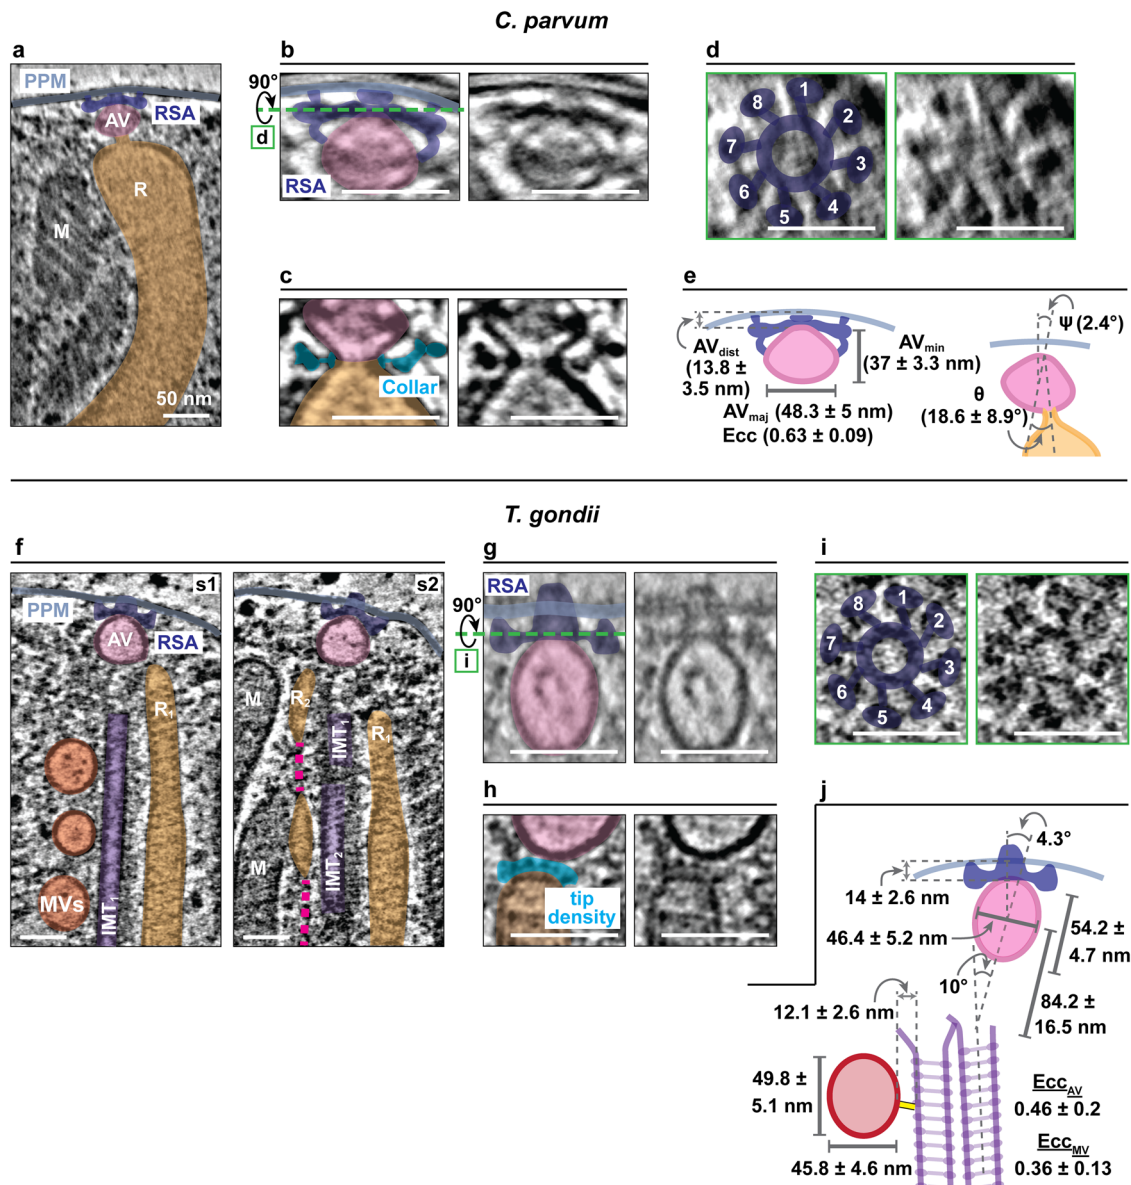 C. parvum
a
PPM
AV
RSA
R
M
50 nm
b
90°
d
RSA
c
Collar
d
1
2
3
4
5
6
7
8
e
AVdist
(13.8 ±
3.5 nm)
AVmin
(37 ± 3.3 nm)
AVmaj (48.3 ± 5 nm)
Ecc (0.63 ± 0.09)
Ψ (2.4°)
θ
(18.6 ± 8.9°)
T. gondii
f
s1
PPM
AV
RSA
R1
MVs
IMT1
s2
M
R2
IMT1
R1
M
IMT2
g
RSA
90°
i
h
tip
density
i
1
2
3
4
5
6
7
8
j
4.3°
14 ± 2.6 nm
46.4 ± 5.2 nm
54.2 ±
4.7 nm
10°
84.2 ±
16.5 nm
12.1 ± 2.6 nm
49.8 ±
5.1 nm
45.8 ± 4.6 nm
EccAV
0.46 ± 0.2
EccMV
0.36 ± 0.13